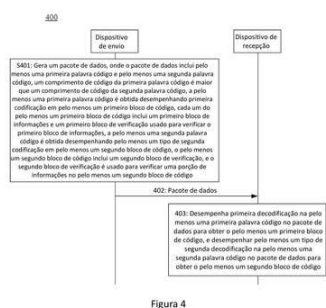 400
Dispositivo
de envio
Dispositivo de
recepção
S401: Gera um pacote de dados, onde o pacote de dados inclui pelo
menos uma primeira palavra código e pelo menos uma segunda palavra
código, um comprimento de código da primeira palavra código é maior
que um comprimento de código da segunda palavra código, a pelo
menos uma primeira palavra código é obtida desempenhando primeira
codificação em pelo menos um primeiro bloco de código, cada um do
pelo menos um primeiro bloco de código inclui um primeiro bloco de
informações e um primeiro bloco de verificação usado para verificar o
primeiro bloco de informações, a pelo menos uma segunda palavra
código é obtida desempenhando pelo menos um tipo de segunda
codificação em pelo menos um segundo bloco de código, o pelo menos
um segundo bloco de código inclui um segundo bloco de verificação, e o
segundo bloco de verificação é usado para verificar uma porção de
informações no pelo menos um segundo bloco de código
402: Pacote de dados
403: Desempenha primeira decodificação na pelo
menos uma primeira palavra código no pacote de
dados para obter o pelo menos um primeiro bloco
de código, e desempenhar pelo menos um tipo de
segunda decodificação na pelo menos uma
segunda palavra código no pacote de dados para
obter o pelo menos um segundo bloco de código
Figura 4